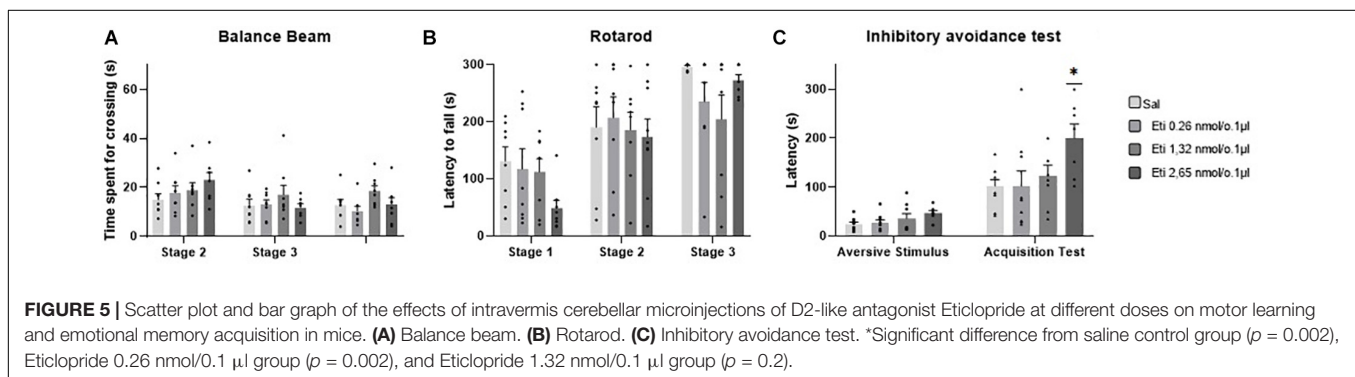 A Balance Beam
Time spent for crossing (s)
60
40
20
0
Stage 2 Stage 3
B Rotarod
Latency to fall (s)
300
200
100
0
Stage 1 Stage 2 Stage 3
C Inhibitory avoidance test
Latency (s)
300
200
100
0
*
Aversive Stimulus Acquisition Test
Sal
Eti 0.26 nmol/o.1µl
Eti 1,32 nmol/o.1µl
Eti 2,65 nmol/o.1µl
FIGURE 5 | Scatter plot and bar graph of the effects of intravermis cerebellar microinjections of D2-like antagonist Eticlopride at different doses on motor learning
and emotional memory acquisition in mice. (A) Balance beam. (B) Rotarod. (C) Inhibitory avoidance test. *Significant difference from saline control group (p = 0.002),
Eticlopride 0.26 nmol/0.1 µl group (p = 0.002), and Eticlopride 1.32 nmol/0.1 µl group (p = 0.2).